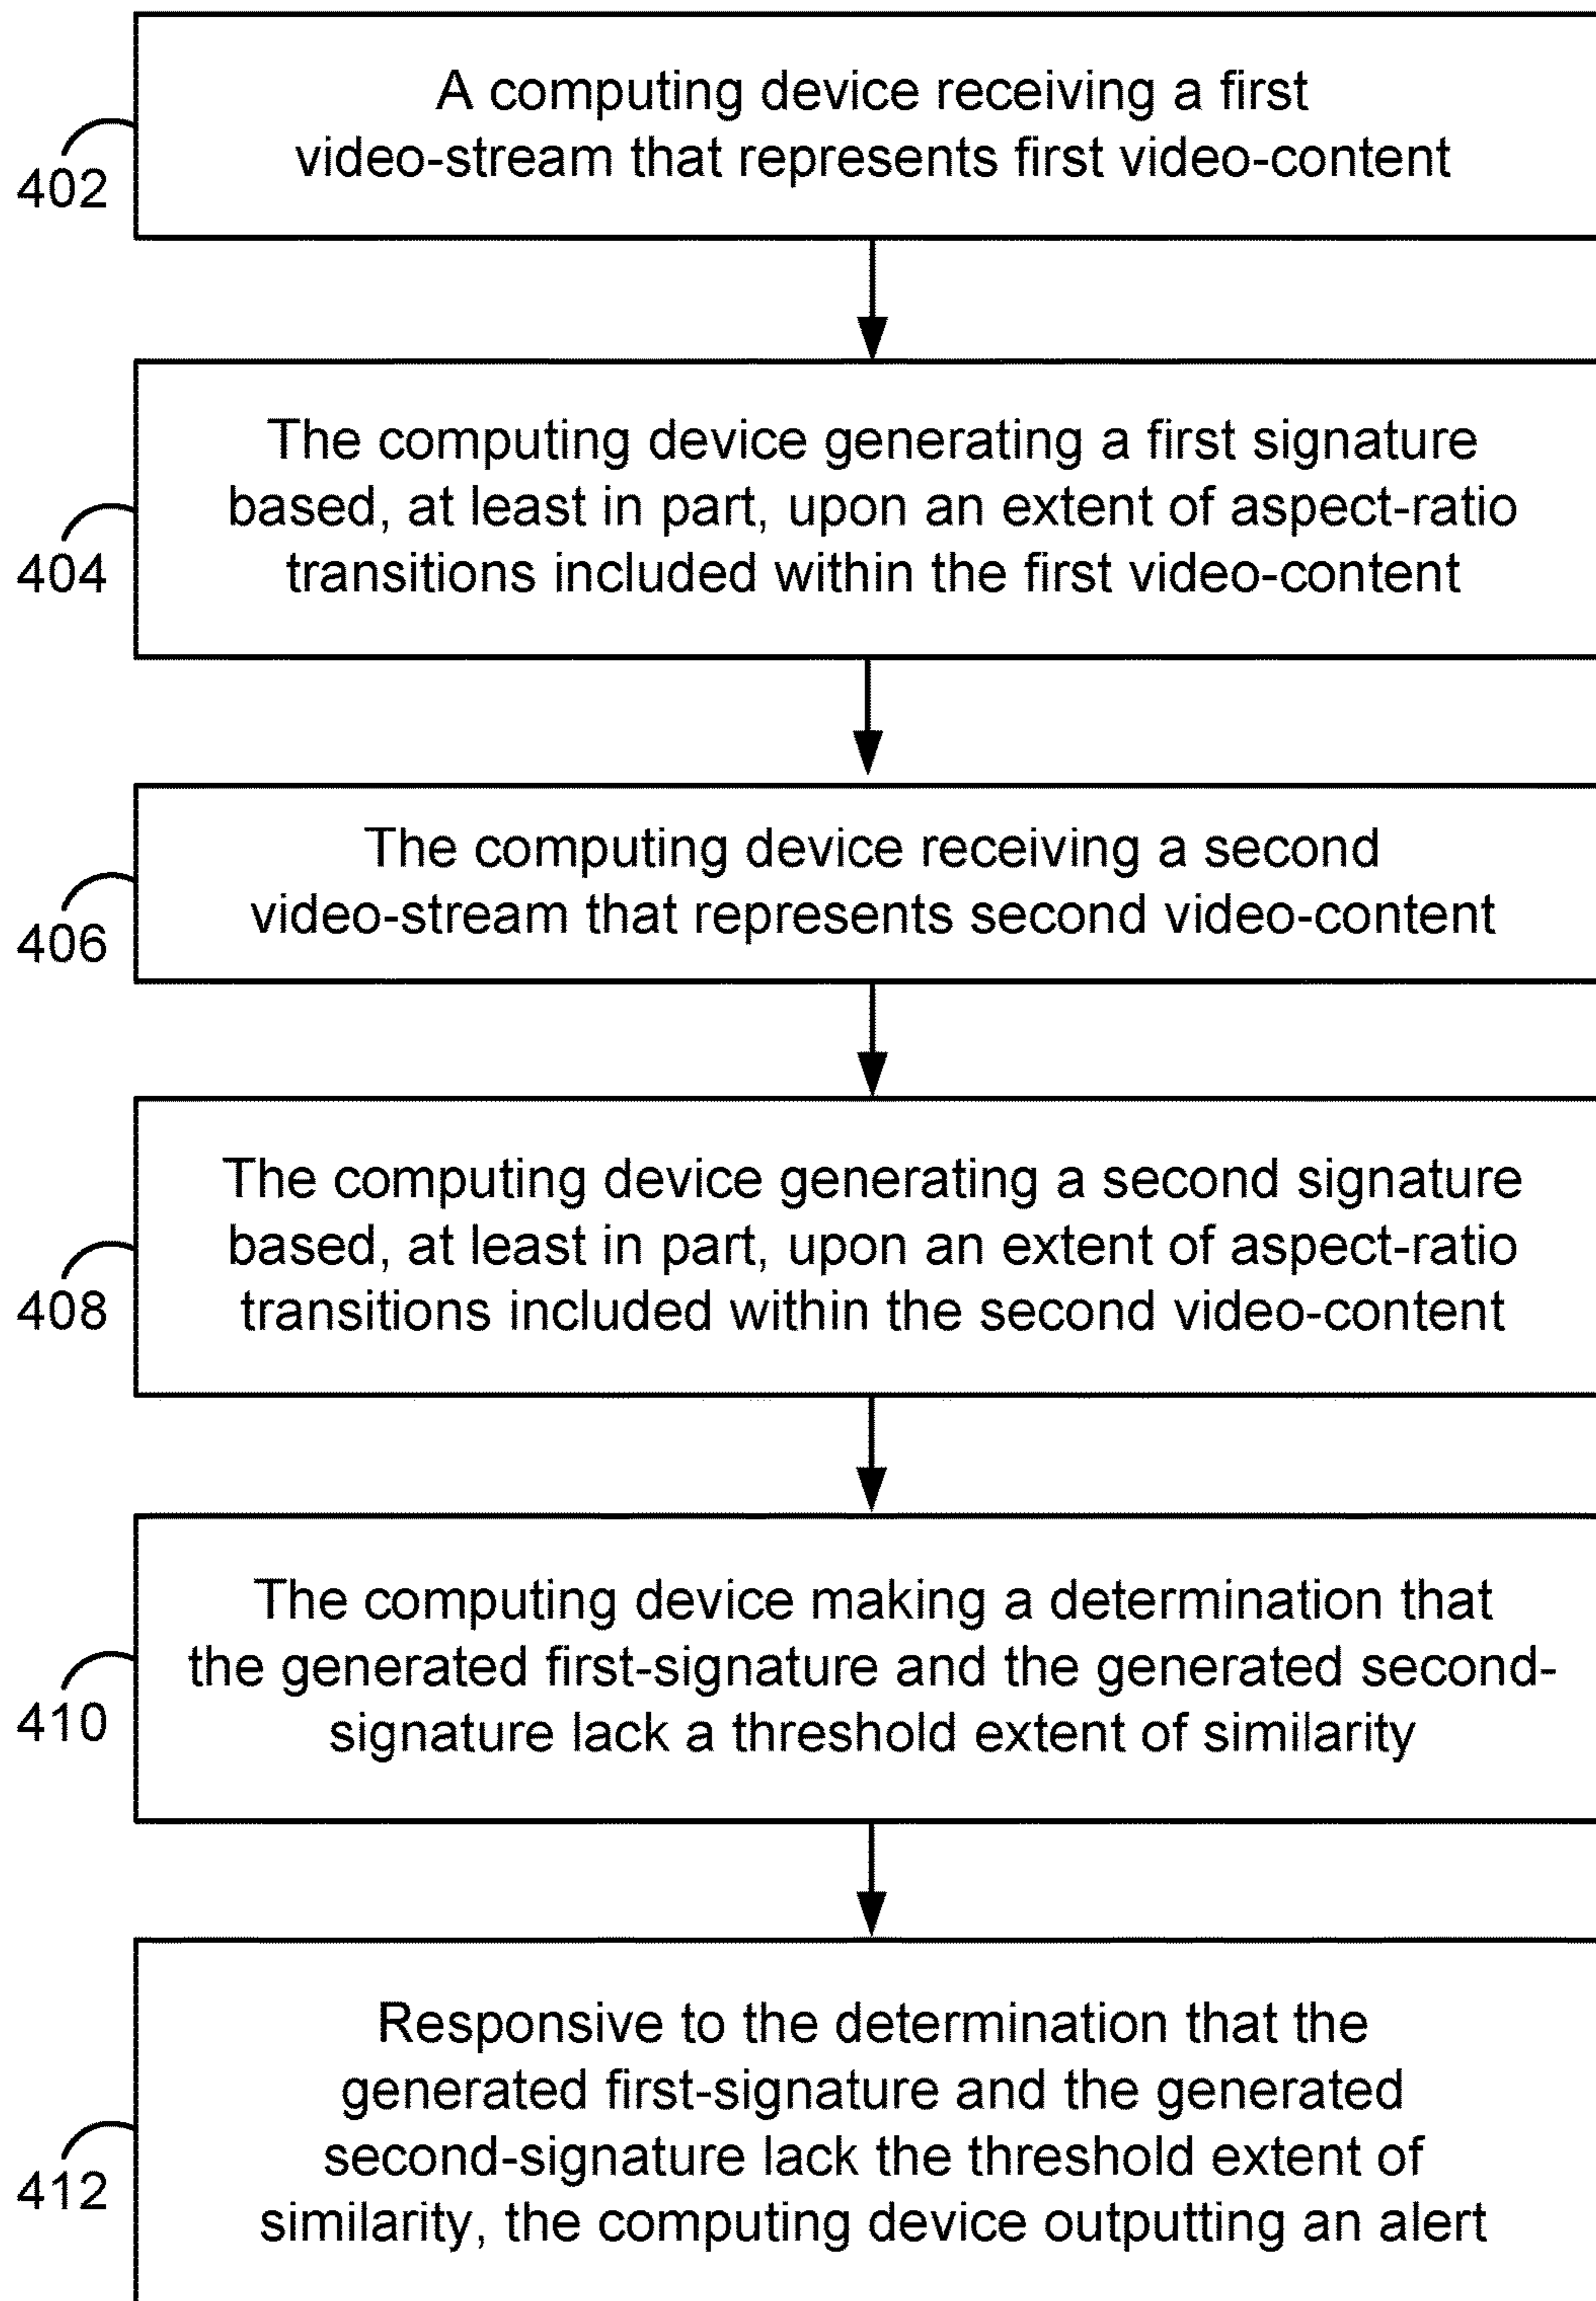 A computing device receiving a first
video-stream that represents first video-content
402
The computing device generating a first signature
based, at least in part, upon an extent of aspect-ratio
transitions included within the first video-content
404
The computing device receiving a second
video-stream that represents second video-content
406
The computing device generating a second signature
based, at least in part, upon an extent of aspect-ratio
transitions included within the second video-content
408
The computing device making a determination that
the generated first-signature and the generated second-
signature lack a threshold extent of similarity
410
Responsive to the determination that the
generated first-signature and the generated
second-signature lack the threshold extent of
similarity, the computing device outputting an alert
412